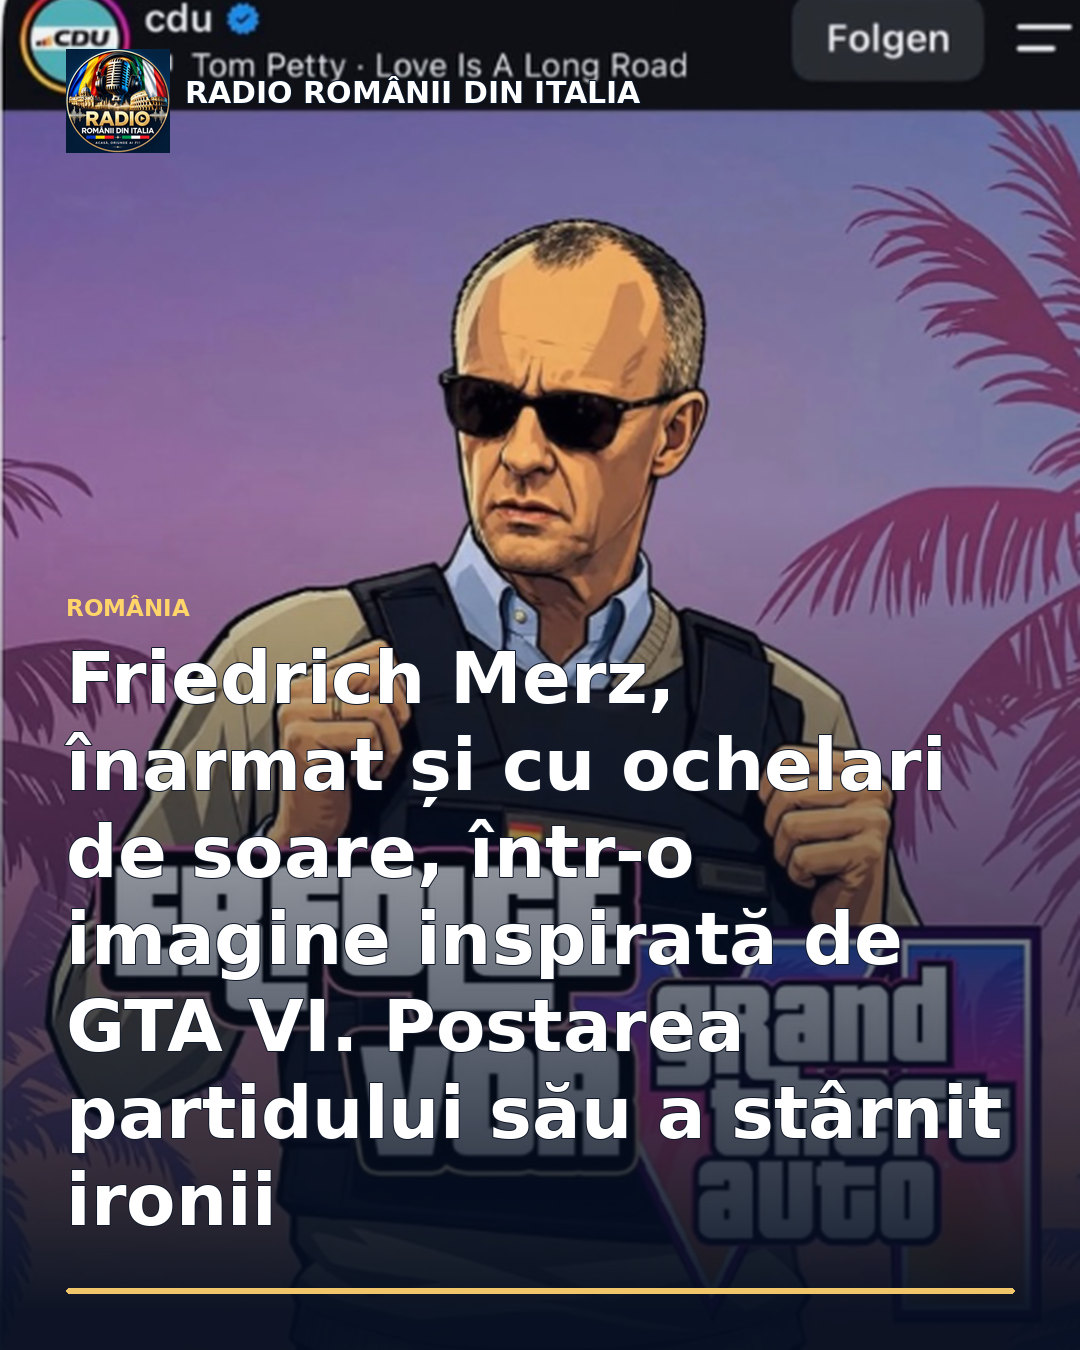 cdu
CDU
Folgen
Tom Petty · Love Is A Long Road
RADIO ROMÂNII DIN ITALIA
RADIO
ROMÂNII DIN ITALIA
ROMÂNIA
Friedrich Merz,
înarmat și cu ochelari
de soare, într-o
imagine inspirată de
GTA VI. Postarea
partidului său a stârnit
ironii
VOR
grand
theft
auto